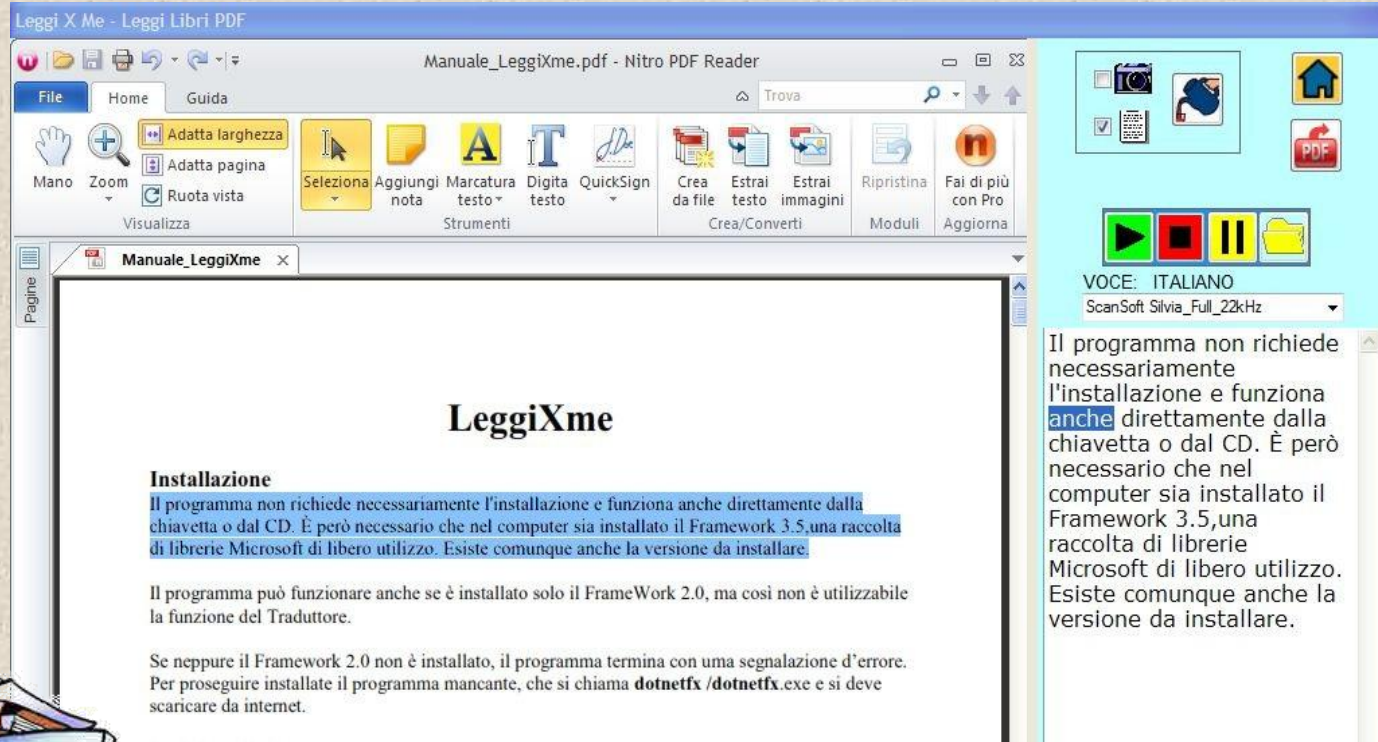 Leggi X Me - Leggi Libri PDF
Manuale_LeggiXme.pdf - Nitro PDF Reader
File Home Guida
Trova
Mano
Zoom
Adatta larghezza
Adatta pagina
Ruota vista
Visualizza
Seleziona
Aggiungi nota
Marcatura testo
Digita testo
QuickSign
Strumenti
Crea da file
Estrai testo
Estrai immagini
Crea/Converti
Ripristina
Moduli
Fai di più con Pro
Aggiorna
Manuale_LeggiXme
Pagine
LeggiXme
Installazione
Il programma non richiede necessariamente l'installazione e funziona anche direttamente dalla
chiavetta o dal CD. È però necessario che nel computer sia installato il Framework 3.5,una raccolta
di librerie Microsoft di libero utilizzo. Esiste comunque anche la versione da installare.
Il programma può funzionare anche se è installato solo il FrameWork 2.0, ma così non è utilizzabile
la funzione del Traduttore.
Se neppure il Framework 2.0 non è installato, il programma termina con uma segnalazione d'errore.
Per proseguire installate il programma mancante, che si chiama dotnetfx /dotnetfx.exe e si deve
scaricare da internet.
PDF
VOCE: ITALIANO
ScanSoft Silvia_Full_22kHz
Il programma non richiede
necessariamente
l'installazione e funziona
anche direttamente dalla
chiavetta o dal CD. È però
necessario che nel
computer sia installato il
Framework 3.5,una
raccolta di librerie
Microsoft di libero utilizzo.
Esiste comunque anche la
versione da installare.